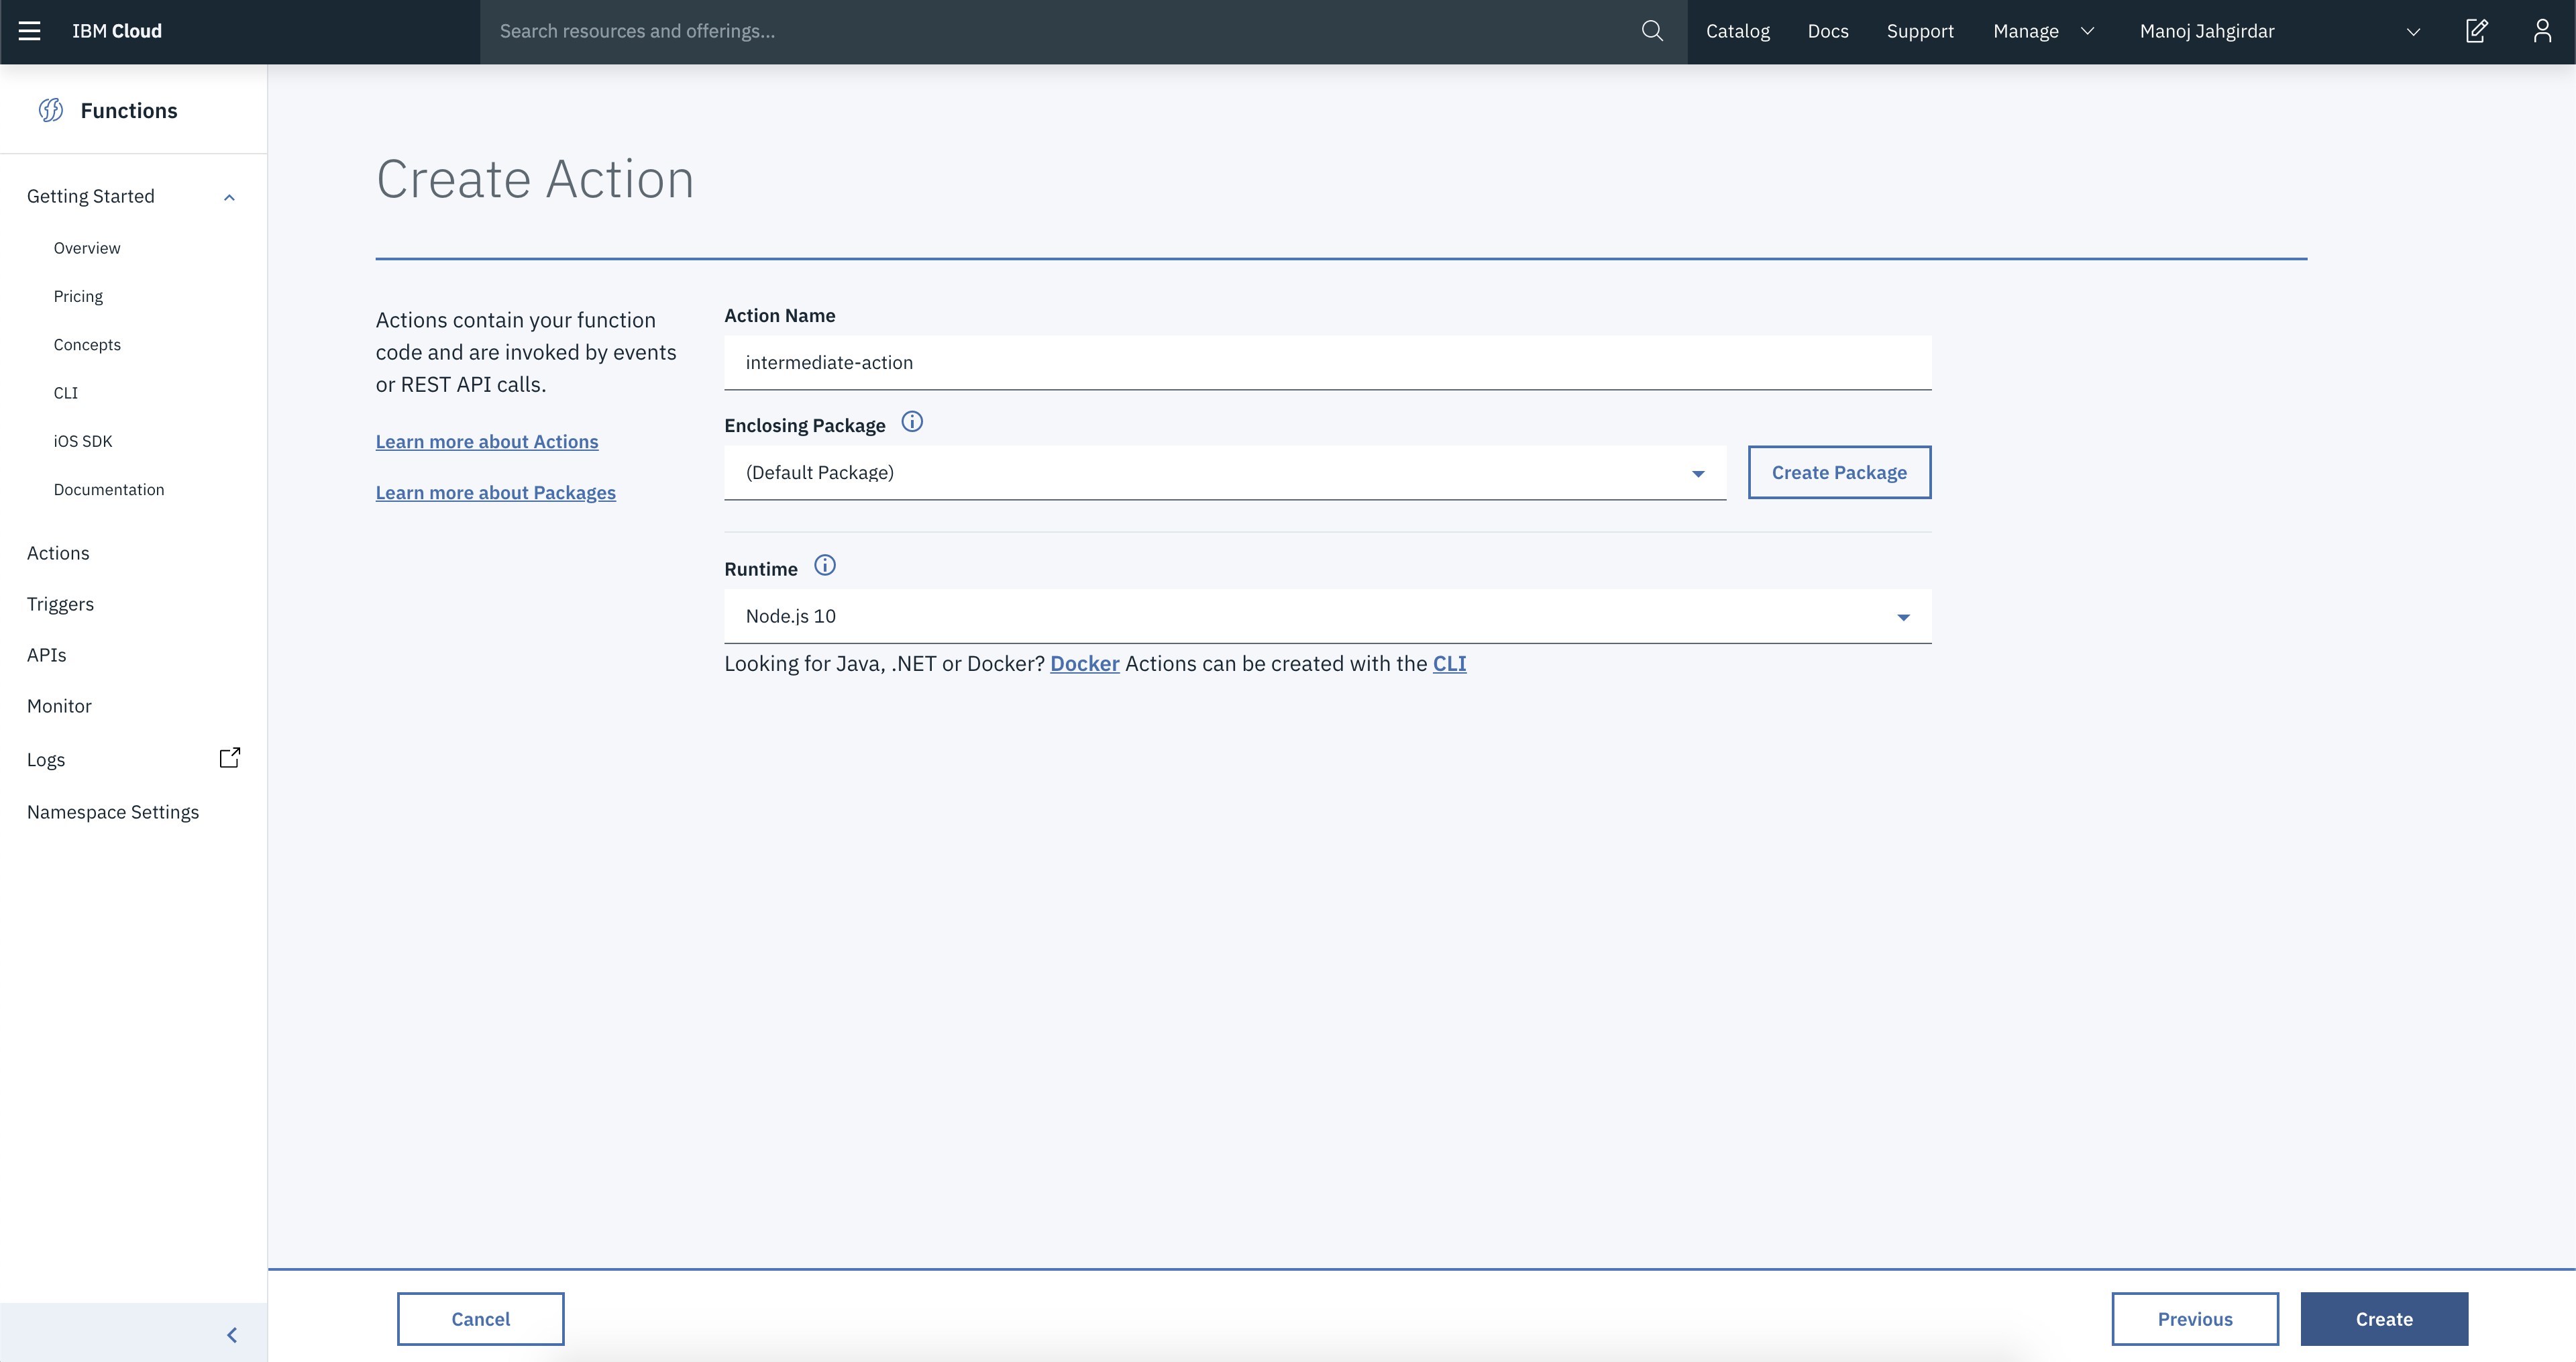 IBM Cloud
Search resources and offerings...
Catalog
Docs
Support
Manage
Manoj Jahgirdar
Functions
Getting Started
Overview
Pricing
Concepts
CLI
iOS SDK
Documentation
Actions
Triggers
APIs
Monitor
Logs
Namespace Settings
Create Action
Actions contain your function
code and are invoked by events
or REST API calls.
Learn more about Actions
Learn more about Packages
Action Name
intermediate-action
Enclosing Package
(Default Package)
Create Package
Runtime
Node.js 10
Looking for Java, .NET or Docker? Docker Actions can be created with the CLI
Cancel
Previous
Create